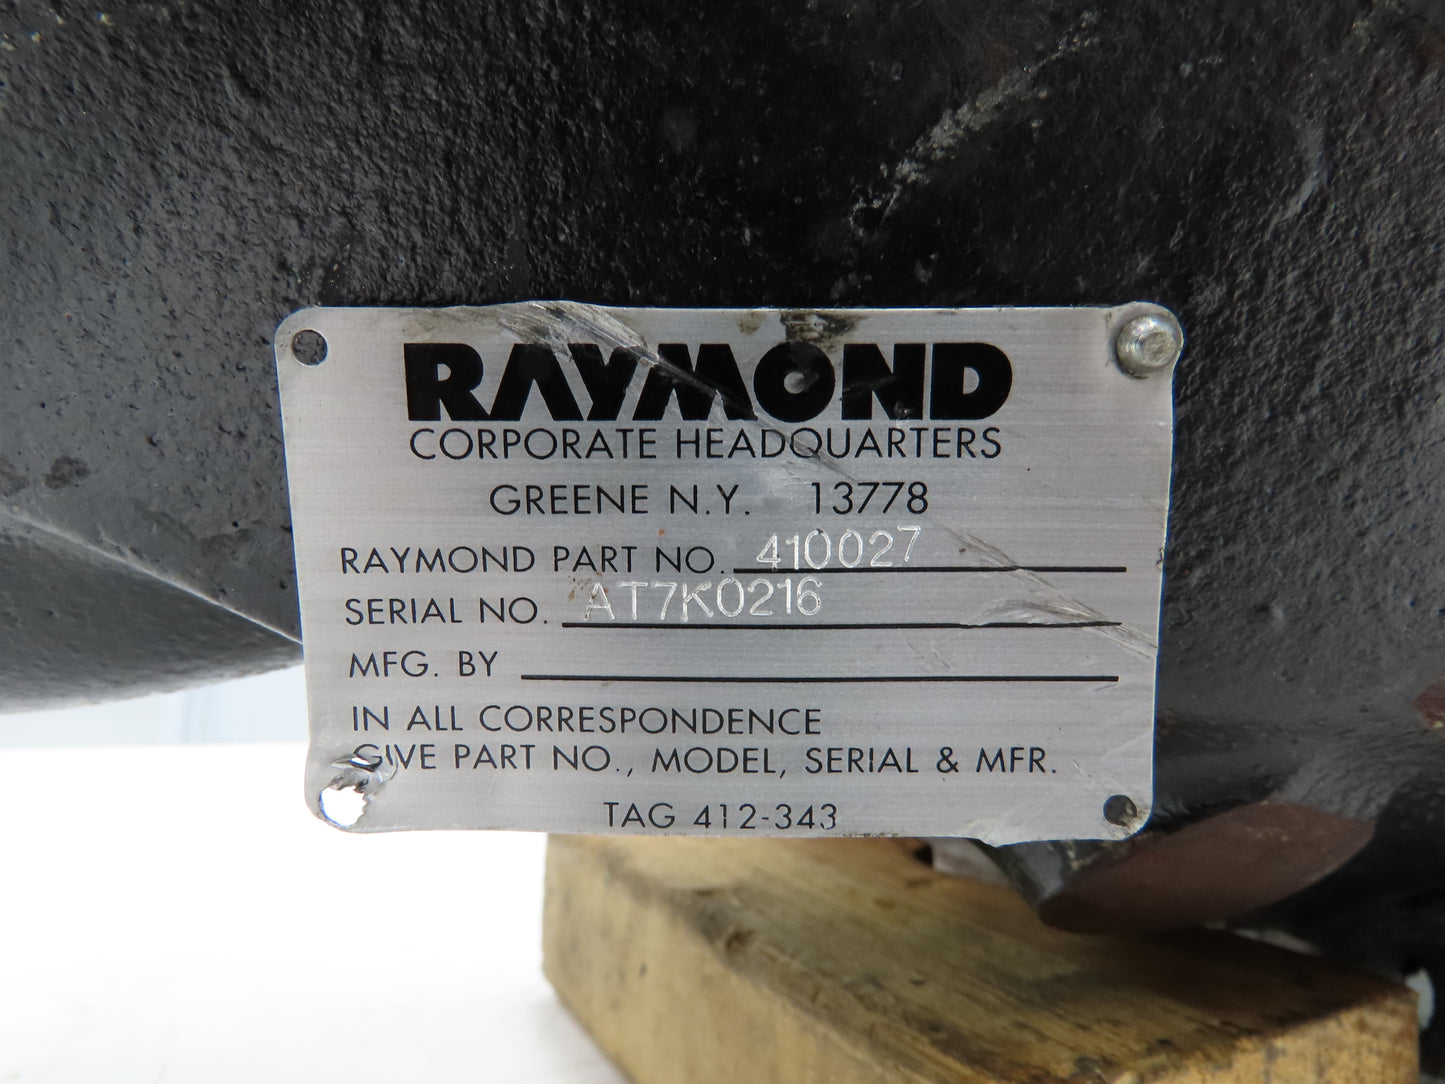 RAYMOND
CORPORATE HEADQUARTERS
GREENE N.Y. 13778
RAYMOND PART NO. 410027
SERIAL NO. AT7K0216
MFG. BY
IN ALL CORRESPONDENCE
GIVE PART NO., MODEL, SERIAL & MFR.
TAG 412-343